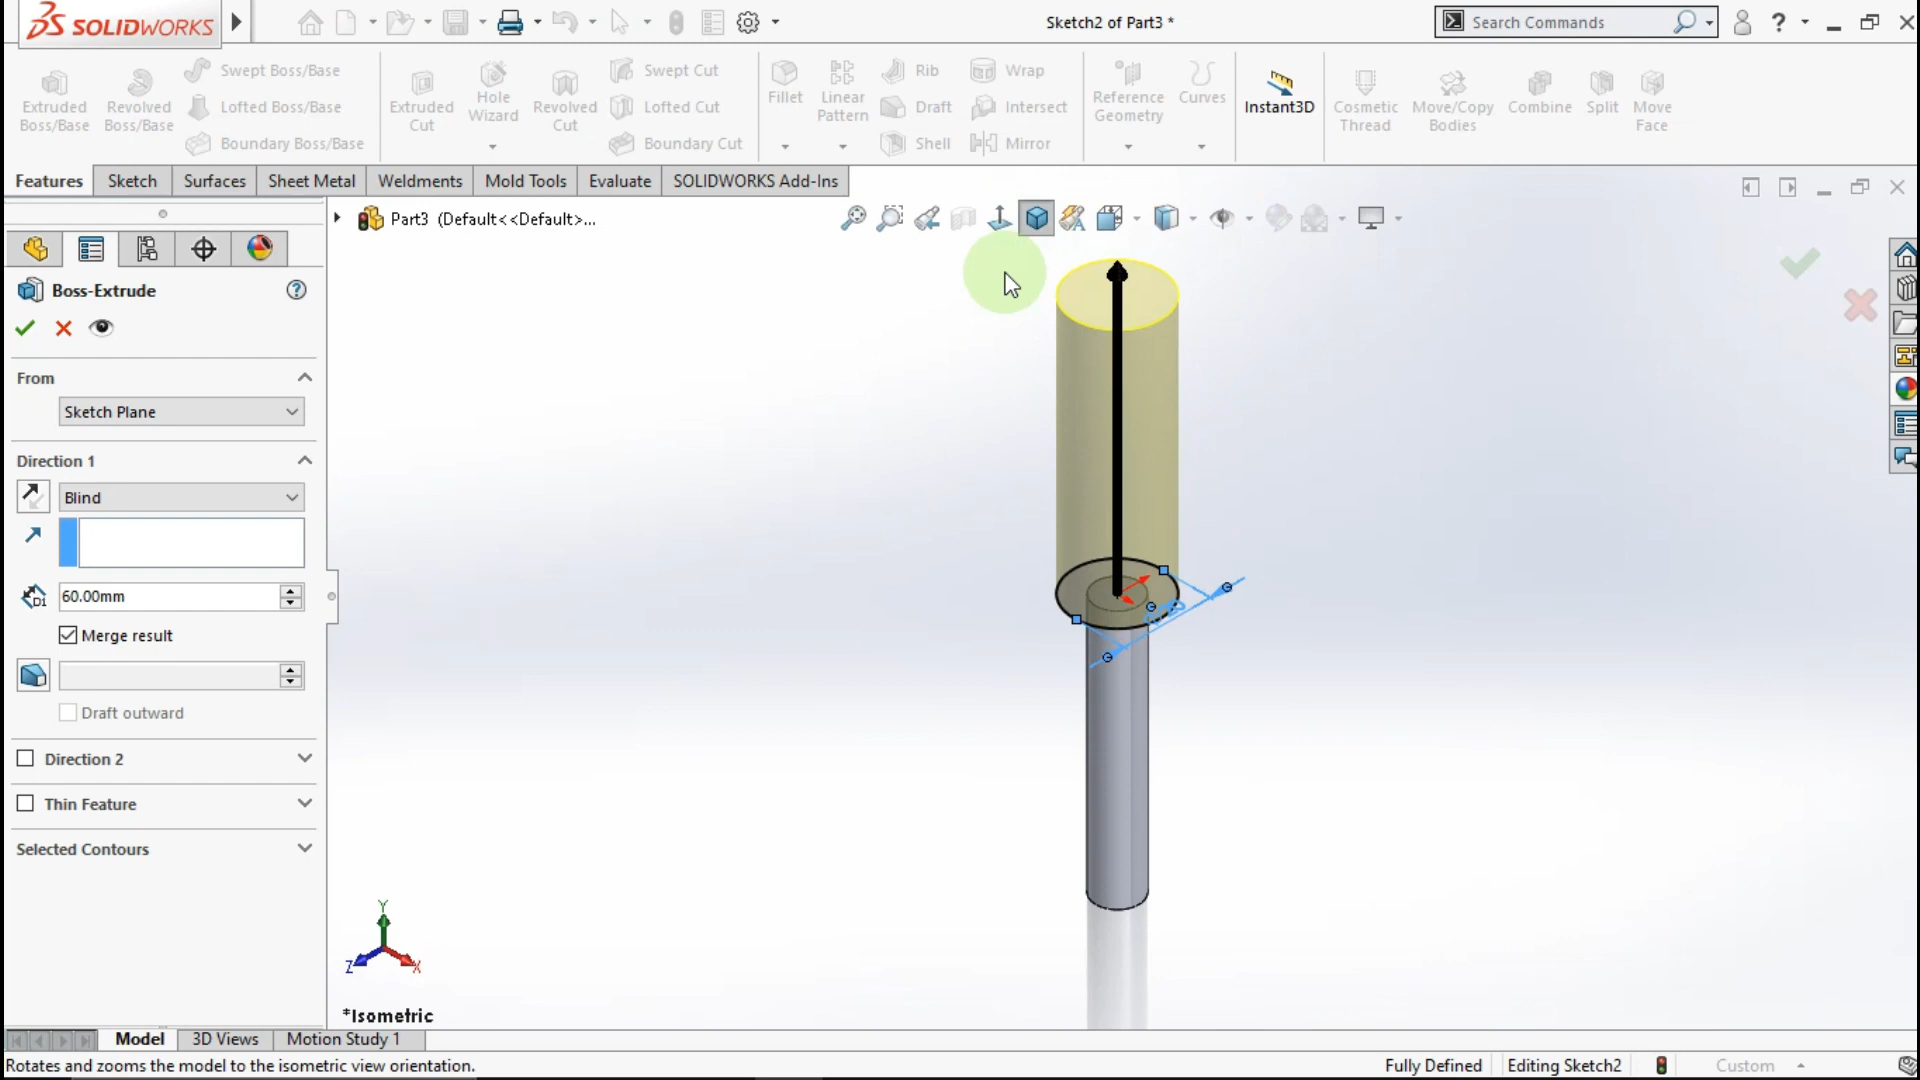 SOLIDWORKS
Sketch2 of Part3 *
Search Commands
Extruded Boss/Base
Revolved Boss/Base
Swept Boss/Base
Lofted Boss/Base
Boundary Boss/Base
Extruded Cut
Hole Wizard
Revolved Cut
Swept Cut
Lofted Cut
Boundary Cut
Fillet
Linear Pattern
Rib
Draft
Shell
Wrap
Intersect
Mirror
Reference Geometry
Curves
Instant3D
Cosmetic Thread
Move/Copy Bodies
Combine
Split
Move Face
Features
Sketch
Surfaces
Sheet Metal
Weldments
Mold Tools
Evaluate
SOLIDWORKS Add-Ins
Part3 (Default<<Default>...
Boss-Extrude
From
Sketch Plane
Direction 1
Blind
D1
60.00mm
Merge result
Draft outward
Direction 2
Thin Feature
Selected Contours
Y
Z
X
*Isometric
Model
3D Views
Motion Study 1
Rotates and zooms the model to the isometric view orientation.
Fully Defined
Editing Sketch2
Custom